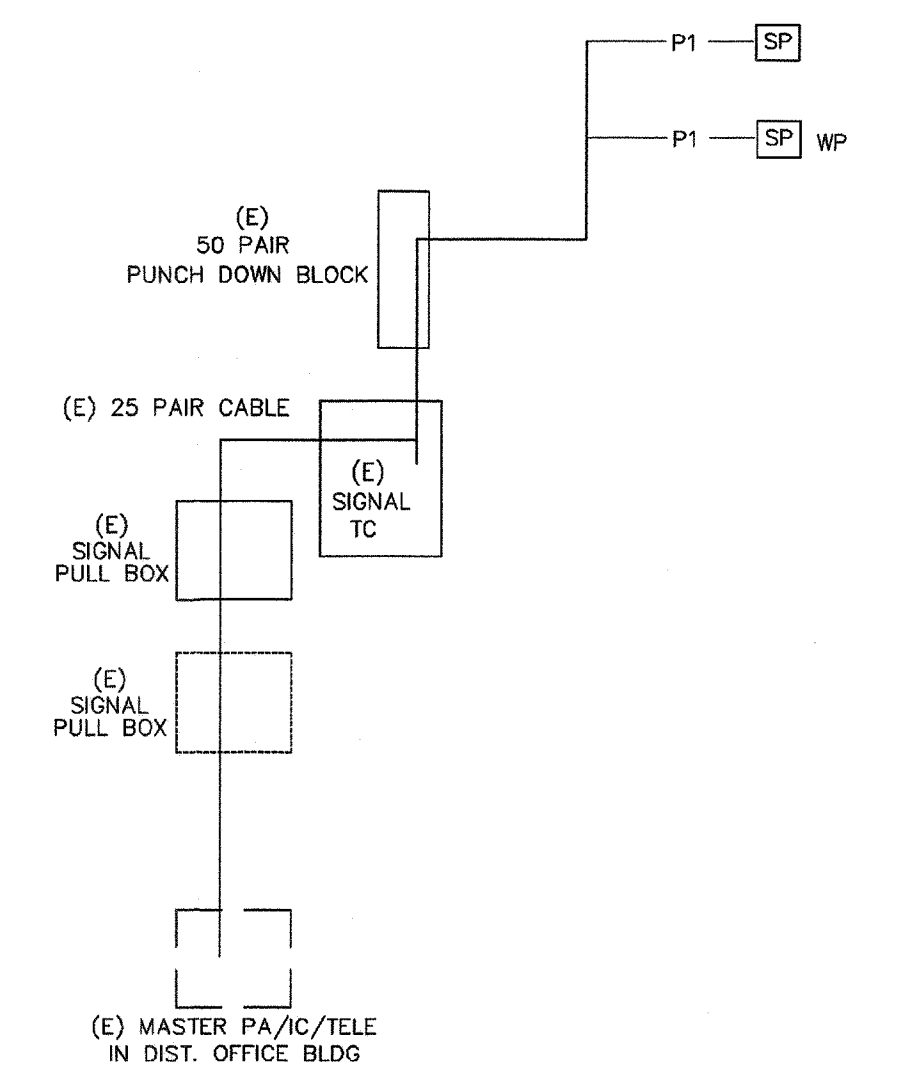 P1 SP
P1 SP WP
(E)
50 PAIR
PUNCH DOWN BLOCK
(E) 25 PAIR CABLE
(E)
SIGNAL
TC
(E)
SIGNAL
PULL BOX
(E)
SIGNAL
PULL BOX
(E) MASTER PA/IC/TELE
IN DIST. OFFICE BLDG